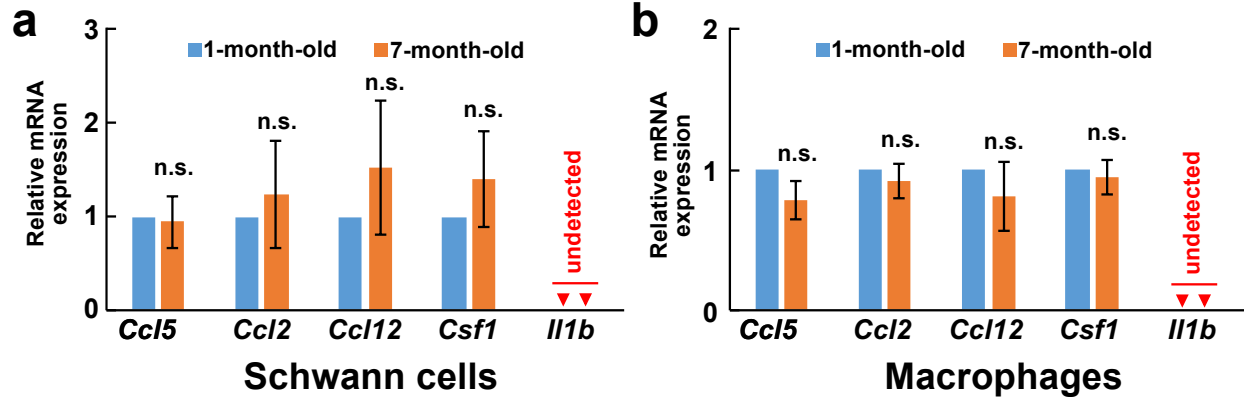 a
3
2
1
0
Relative mRNA
expression
1-month-old
7-month-old
n.s.
n.s.
n.s.
n.s.
undetected
Ccl5
Ccl2
Ccl12
Csf1
Il1b
Schwann cells
b
2
1
0
Relative mRNA
expression
1-month-old
7-month-old
n.s.
n.s.
n.s.
n.s.
undetected
Ccl5
Ccl2
Ccl12
Csf1
Il1b
Macrophages